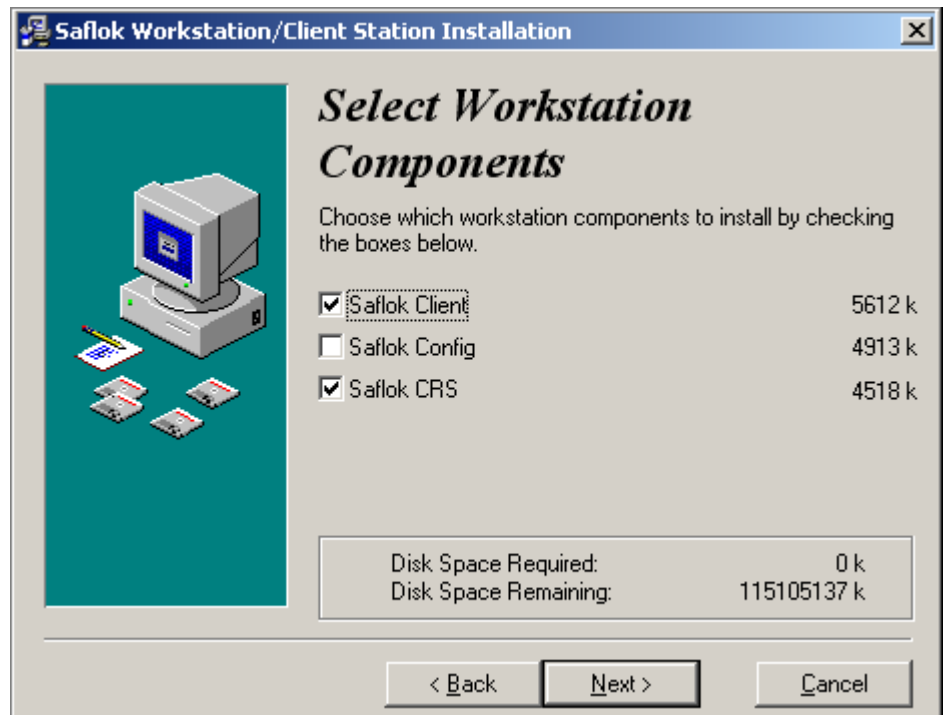 Saflok Workstation/Client Station Installation
Select Workstation
Components
Choose which workstation components to install by checking
the boxes below.
Saflok Client 5612 k
Saflok Config 4913 k
Saflok CRS 4518 k
Disk Space Required: 0 k
Disk Space Remaining: 115105137 k
< Back Next > Cancel